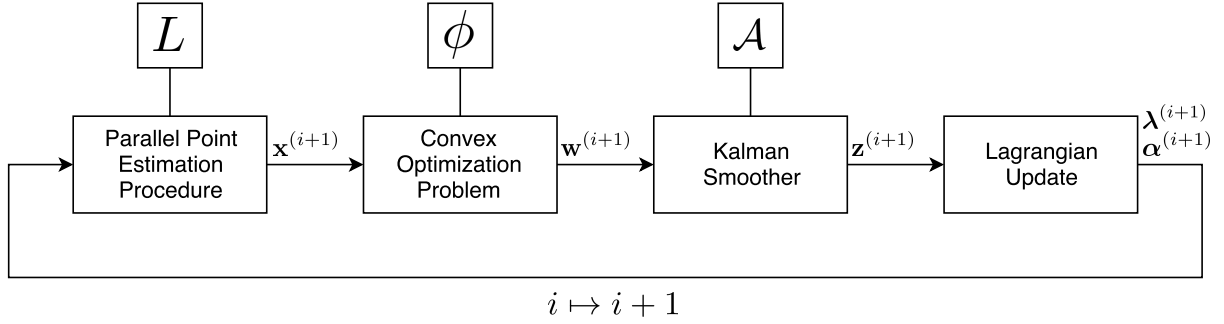 L
ϕ
𝒜
Parallel Point
Estimation
Procedure
x^(i+1)
Convex
Optimization
Problem
w^(i+1)
Kalman
Smoother
z^(i+1)
Lagrangian
Update
λ^(i+1)
α^(i+1)
i ↦ i + 1